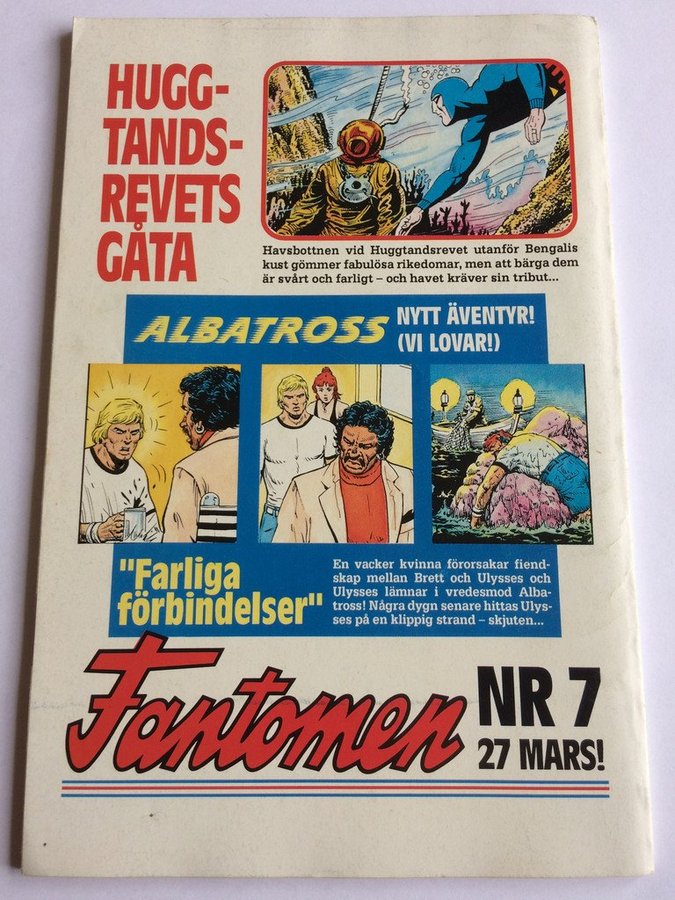 HUGG-
TANDS-
REVETS
GÅTA
Havsbottnen vid Huggtandsrevet utanför Bengalis
kust gömmer fabulösa rikedomar, men att bärga dem
är svårt och farligt – och havet kräver sin tribut...
ALBATROSS
NYTT ÄVENTYR!
(VI LOVAR!)
"Farliga
förbindelser"
En vacker kvinna förorsakar fiend-
skap mellan Brett och Ulysses och
Ulysses lämnar i vredesmod Alba-
tross! Några dygn senare hittas Ulys-
ses på en klippig strand – skjuten...
Fantomen
NR 7
27 MARS!